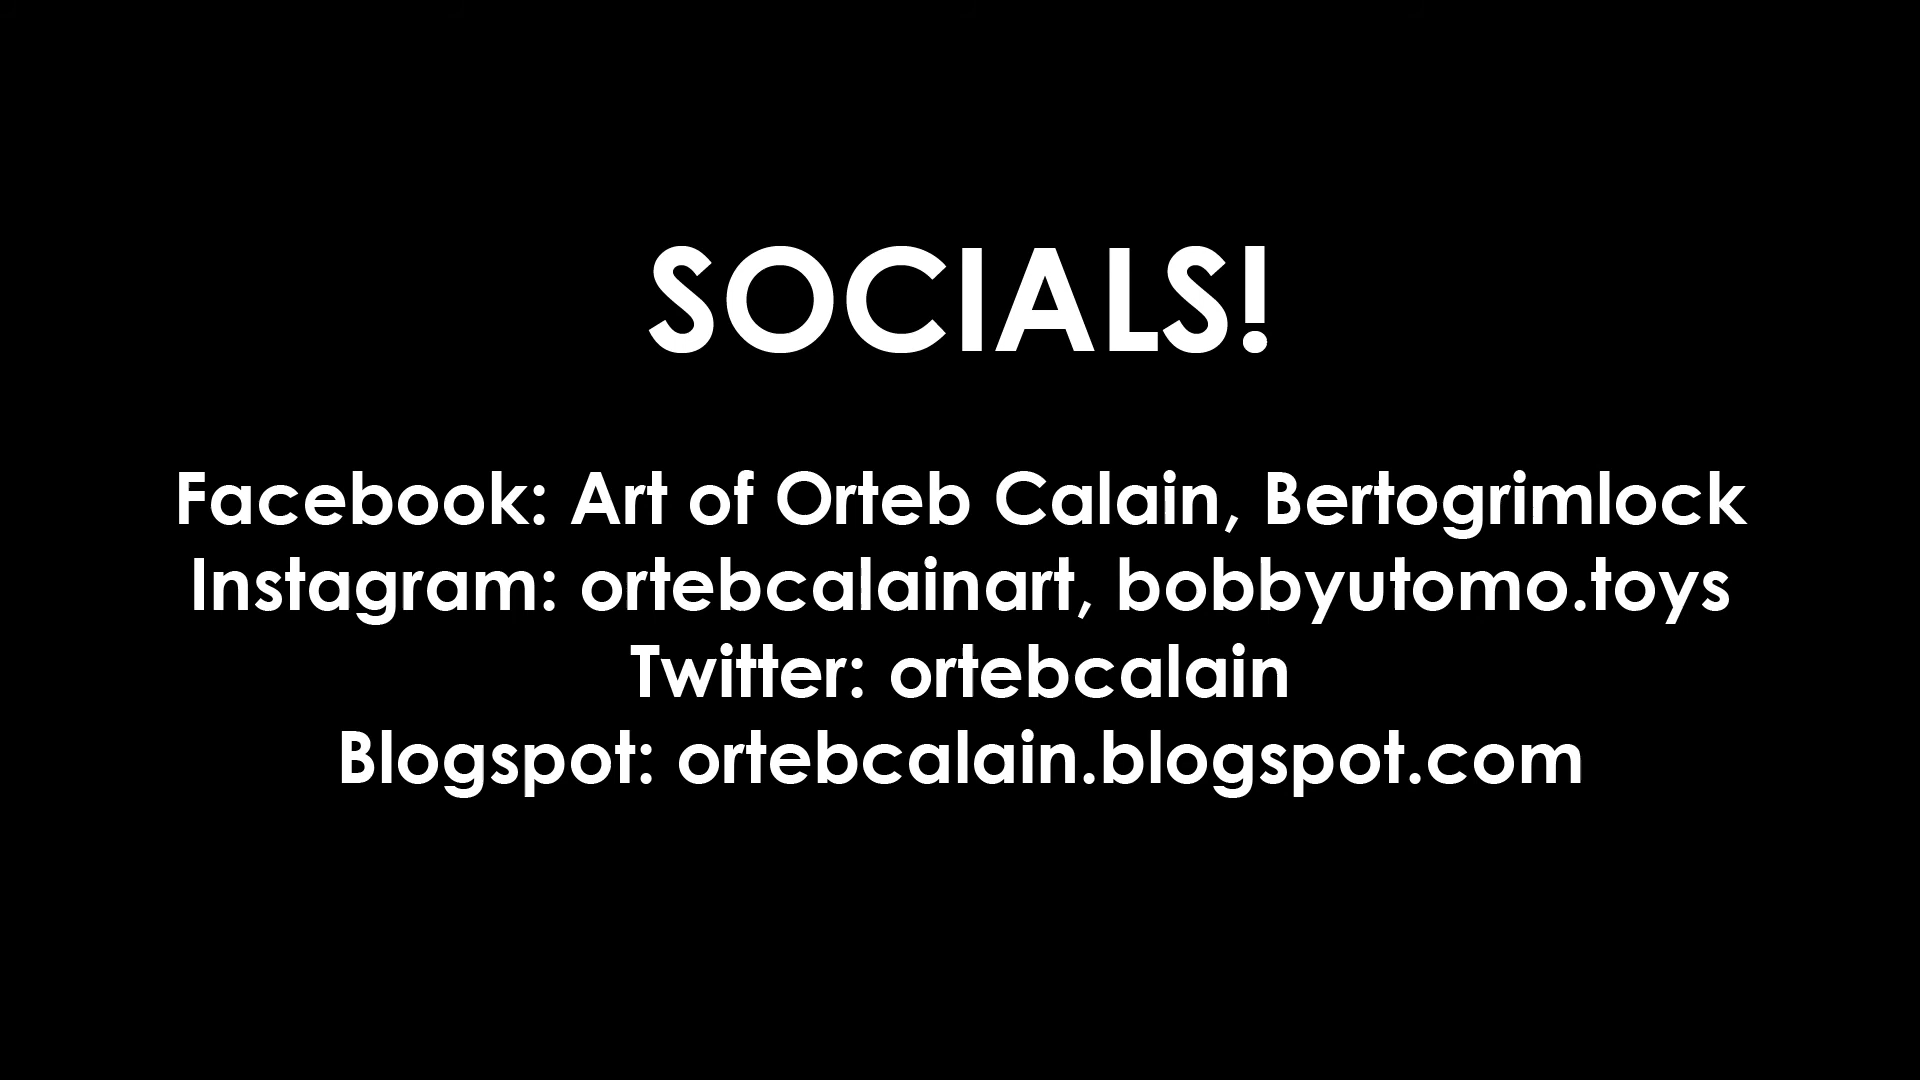 SOCIALS!
Facebook: Art of Orteb Calain, Bertogrimlock
Instagram: ortebcalainart, bobbyutomo.toys
Twitter: ortebcalain
Blogspot: ortebcalain.blogspot.com